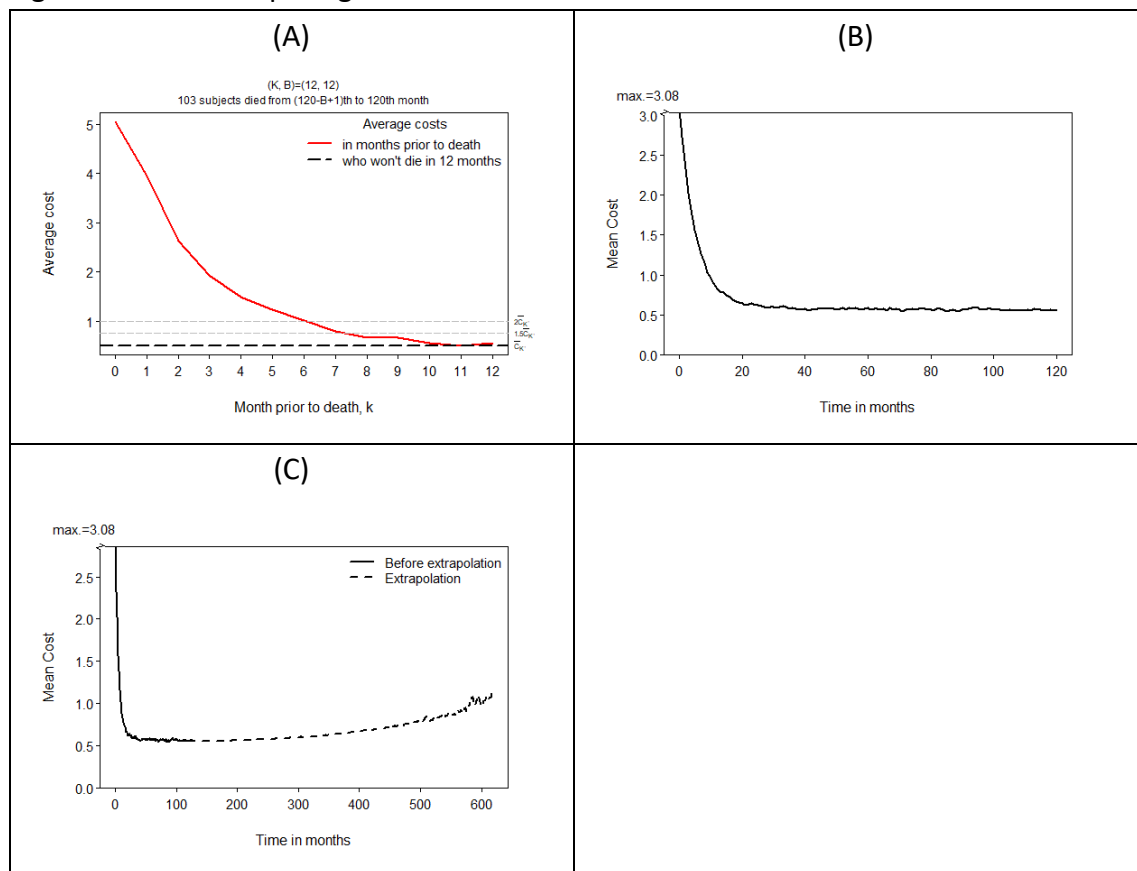 (A)
(K, B)=(12, 12)
103 subjects died from (120-B+1)th to 120th month
Average costs
in months prior to death
who won't die in 12 months
5
4
3
2
1
Average cost
0 1 2 3 4 5 6 7 8 9 10 11 12
Month prior to death, k
(B)
max.=3.08
3.0
2.5
2.0
1.5
1.0
0.5
0.0
Mean Cost
0 20 40 60 80 100 120
Time in months
(C)
max.=3.08
Before extrapolation
Extrapolation
2.5
2.0
1.5
1.0
0.5
0.0
Mean Cost
0 100 200 300 400 500 600
Time in months